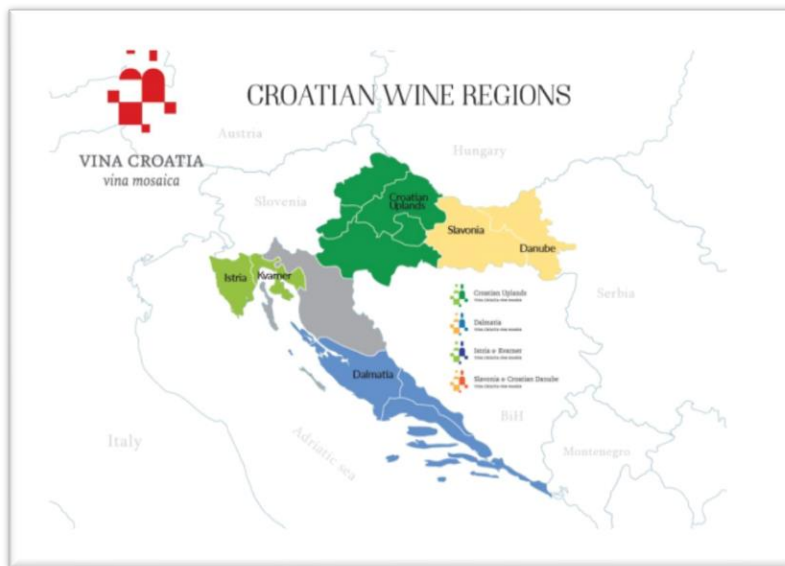 CROATIAN WINE REGIONS
VINA CROATIA
vina mosaica
Austria
Hungary
Slovenia
Croatian
Uplands
Slavonia
Danube
Istria
Kvarner
Serbia
Croatian Uplands
Dalmatia
Istria & Kvarner
Slavonia & Croatian Danube
Dalmatia
BiH
Italy
Adriatic sea
Montenegro